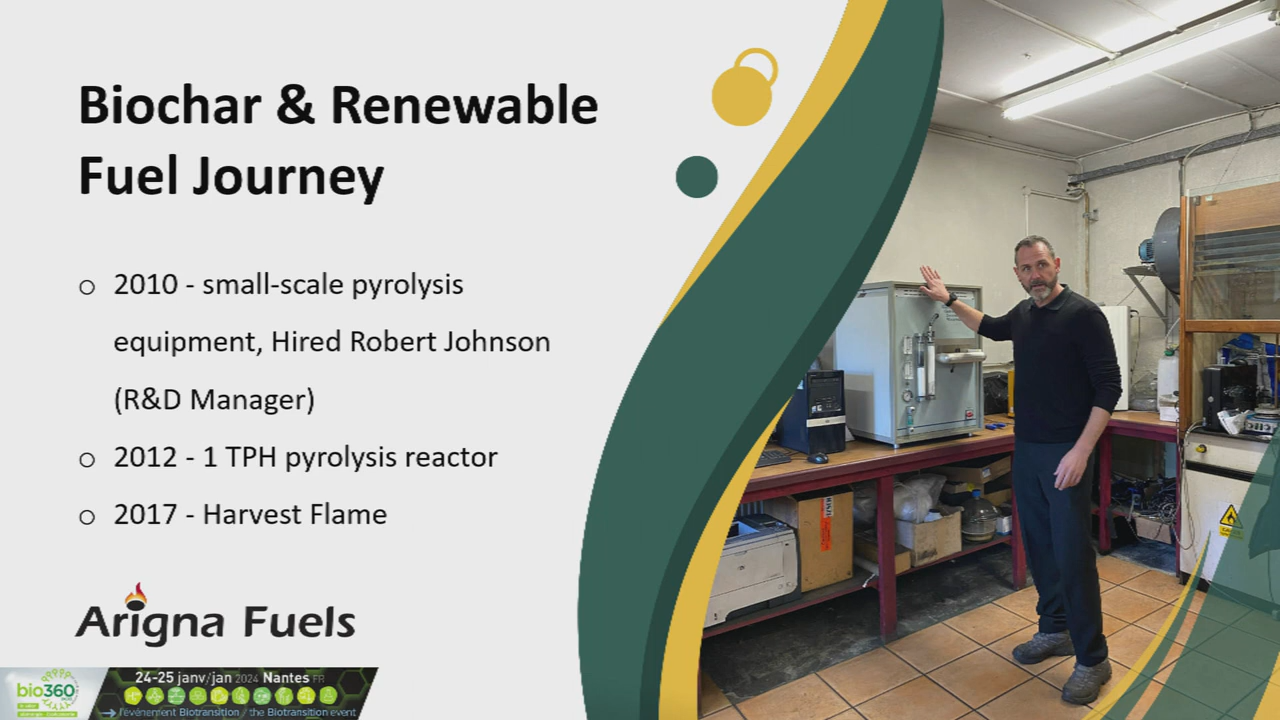 Biochar & Renewable
Fuel Journey
2010 - small-scale pyrolysis
equipment, Hired Robert Johnson
(R&D Manager)
2012 - 1 TPH pyrolysis reactor
2017 - Harvest Flame
Arigna Fuels
bio360
24-25 janv/jan 2024 Nantes FR
l'événement Biotransition / the Biotransition event